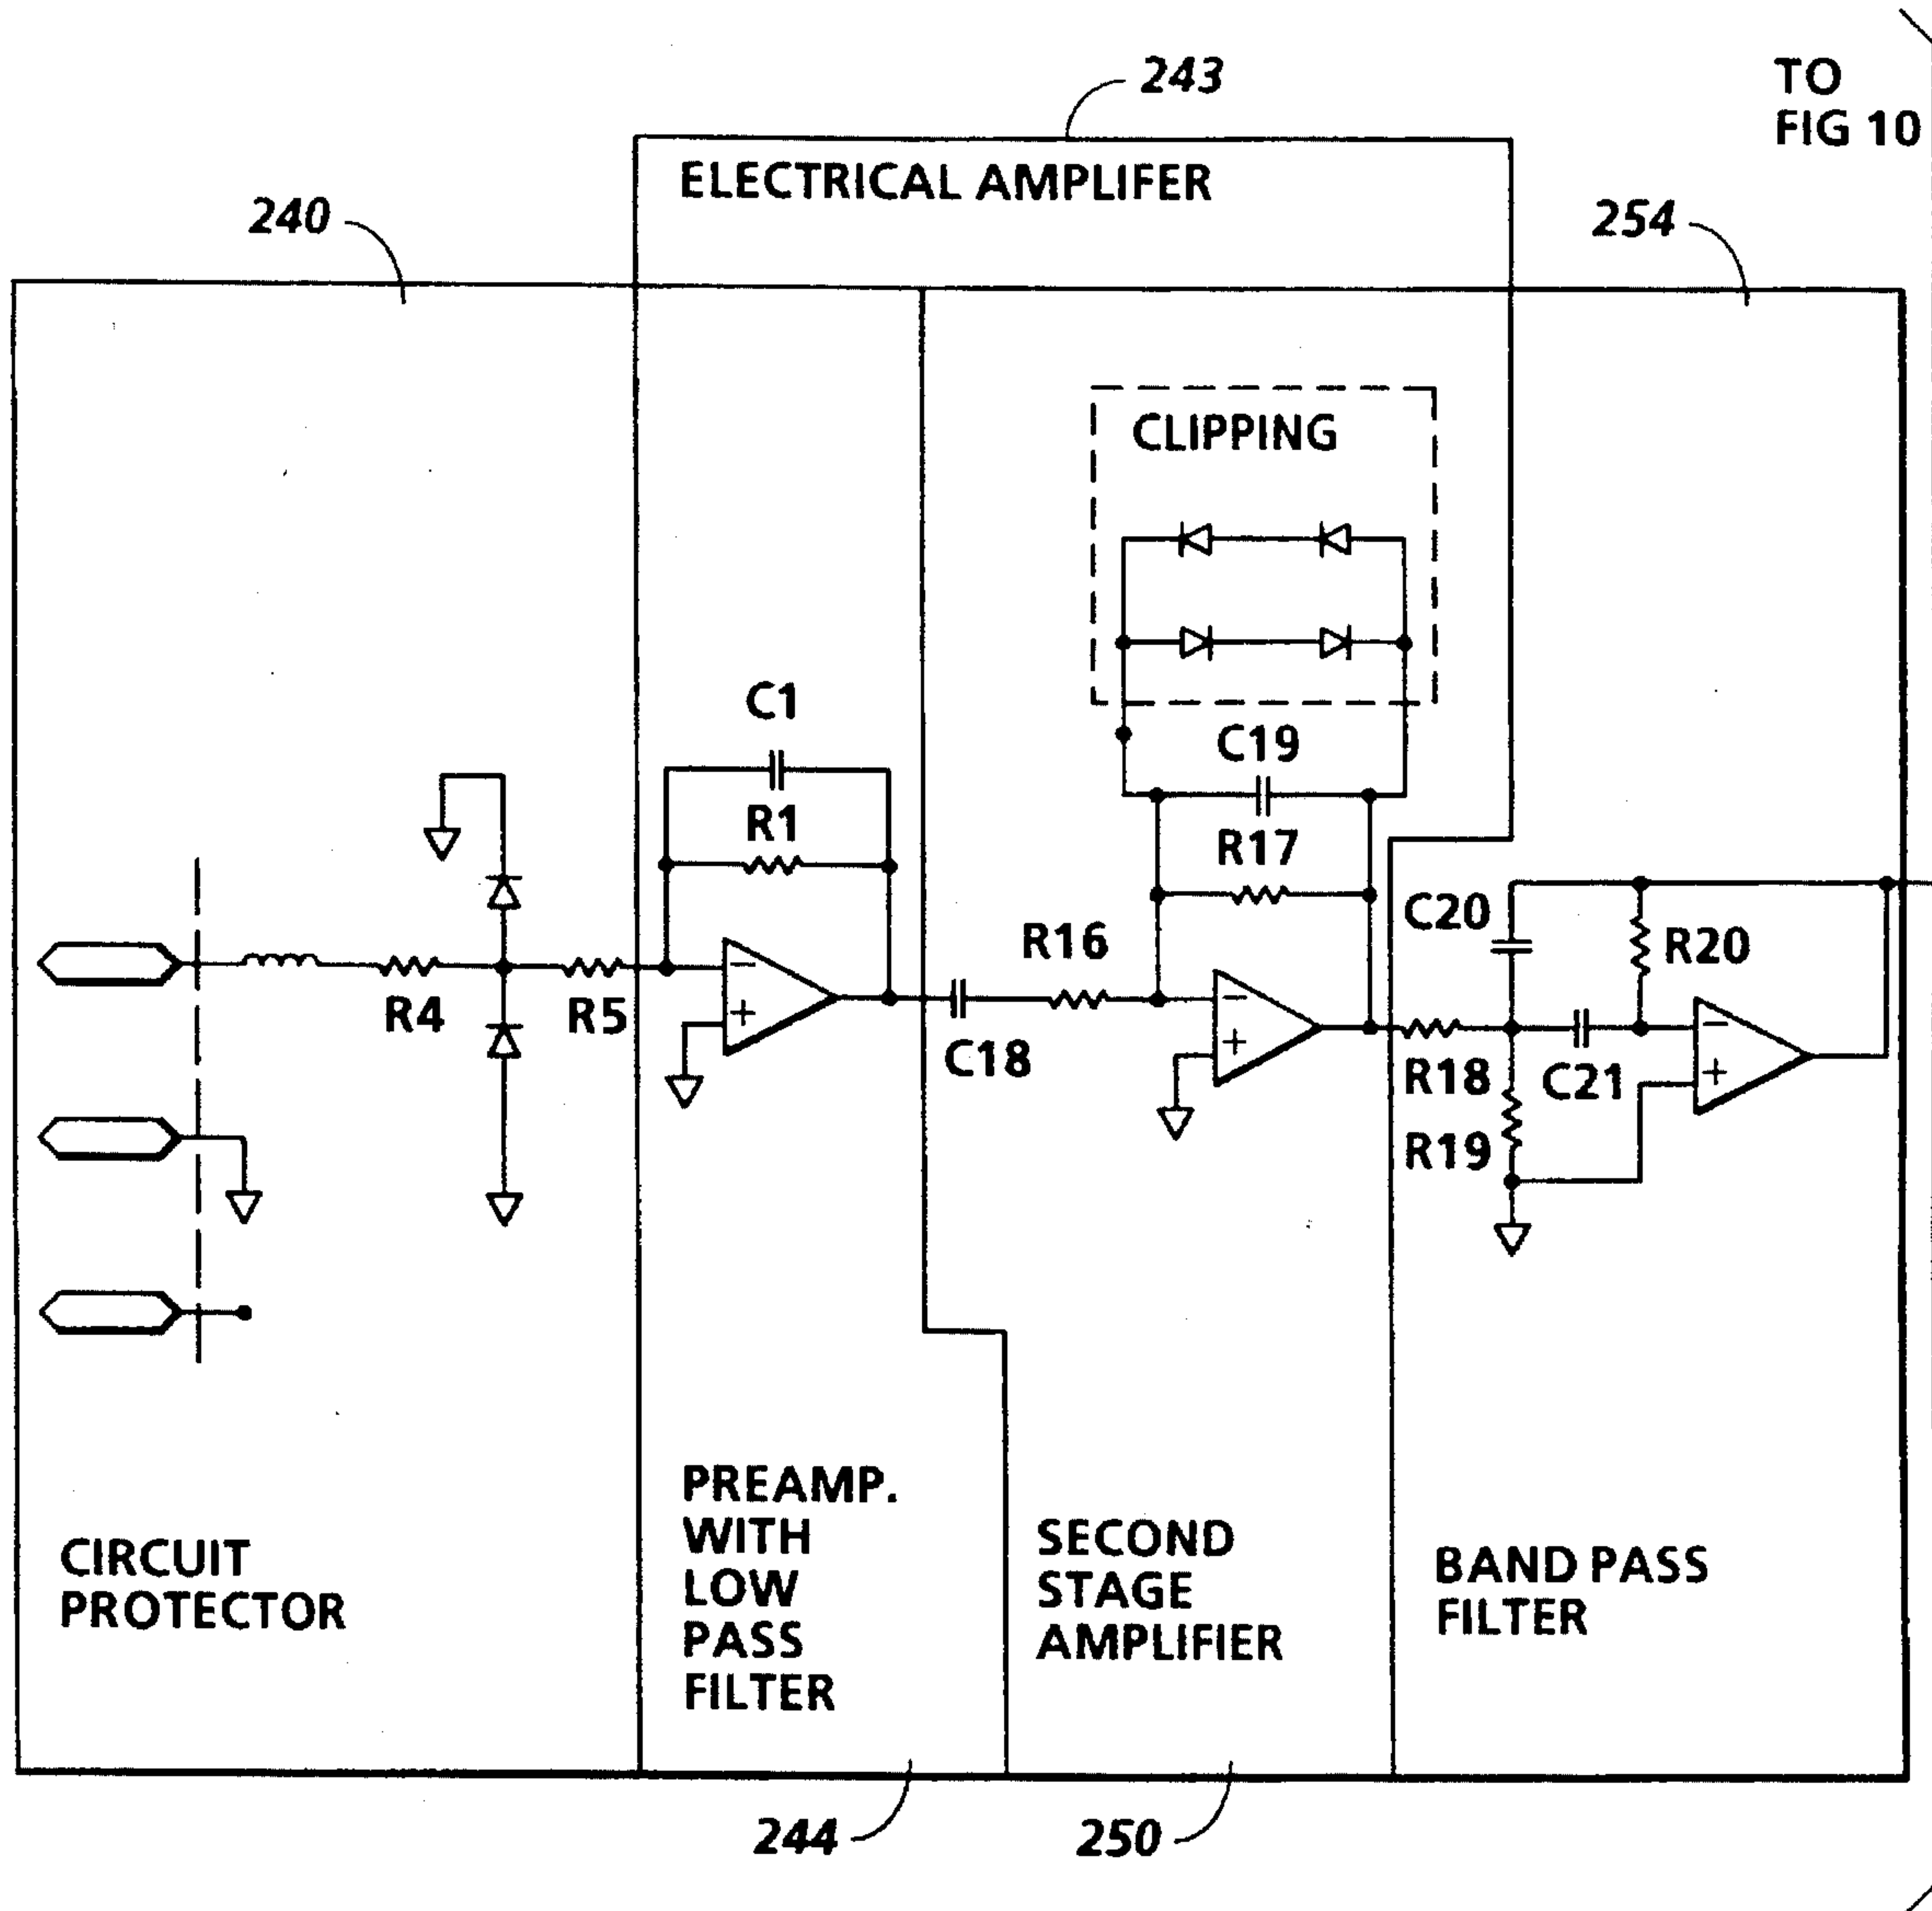 243
TO
FIG 10
ELECTRICAL AMPLIFER
240
254
CLIPPING
C1
C19
R1
R17
C20
R16
R20
R4
R5
C18
R18
C21
R19
−
+
−
+
−
+
PREAMP.
WITH
LOW
PASS
FILTER
SECOND
STAGE
AMPLIFIER
CIRCUIT
PROTECTOR
BAND PASS
FILTER
244
250